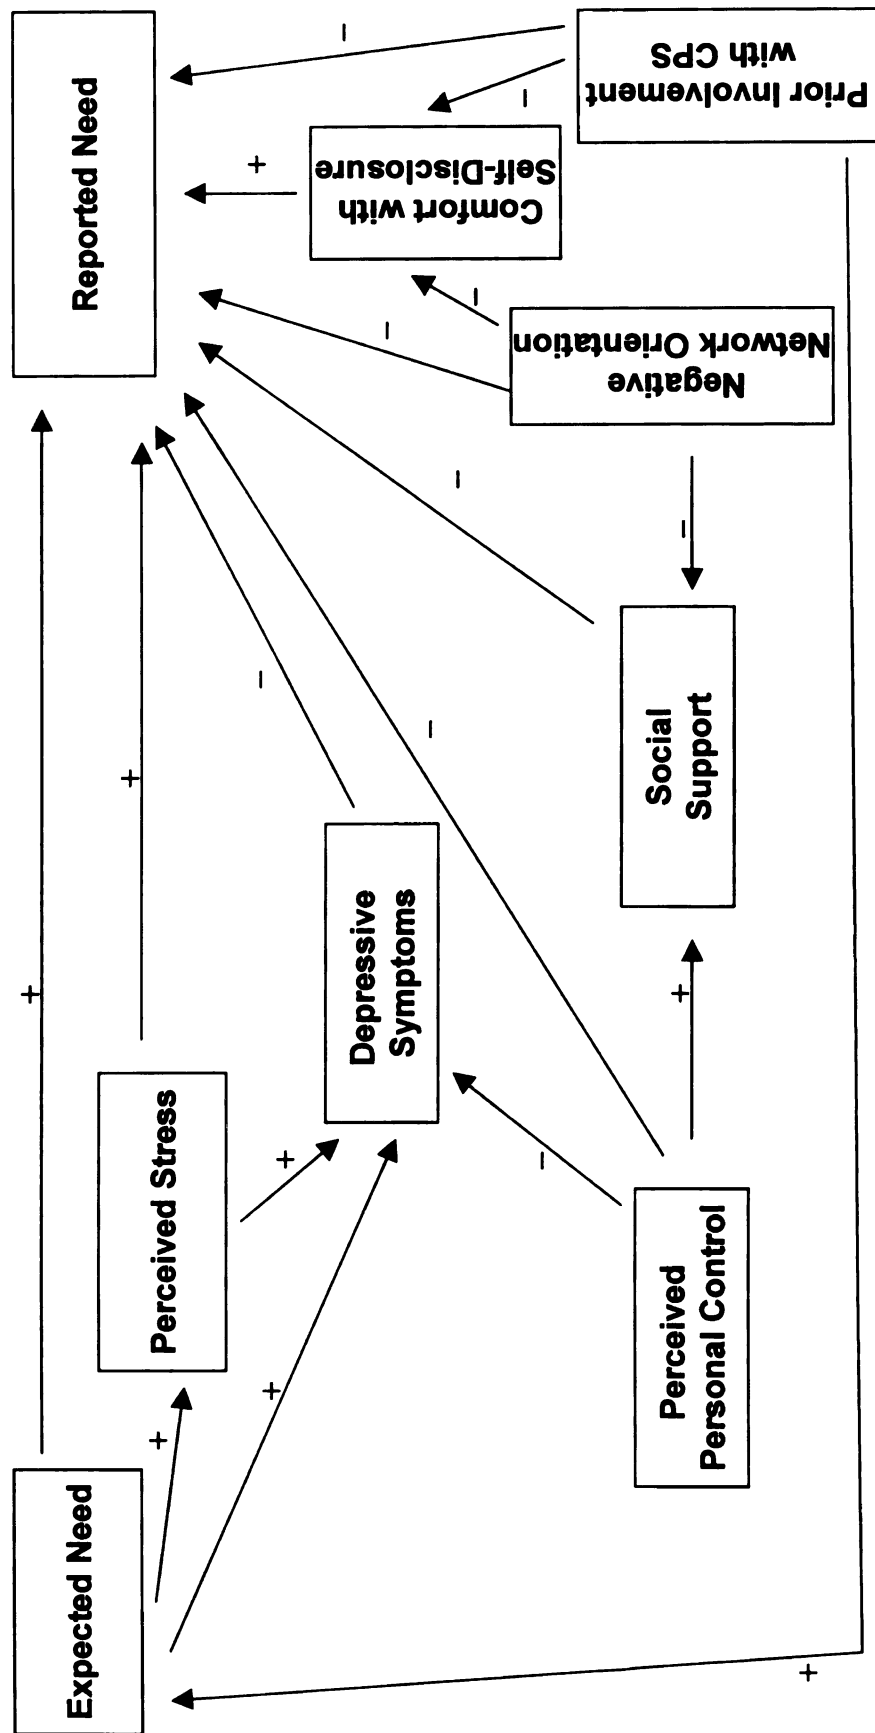 Expected Need
Perceived Stress
Reported Need
Depressive
Symptoms
Perceived
Personal Control
Social
Support
Negative
Network Orientation
Comfort with
Self-Disclosure
Prior Involvement
with CPS
+
+
+
+
+
–
–
–
+
–
–
–
–
+
–
–
+